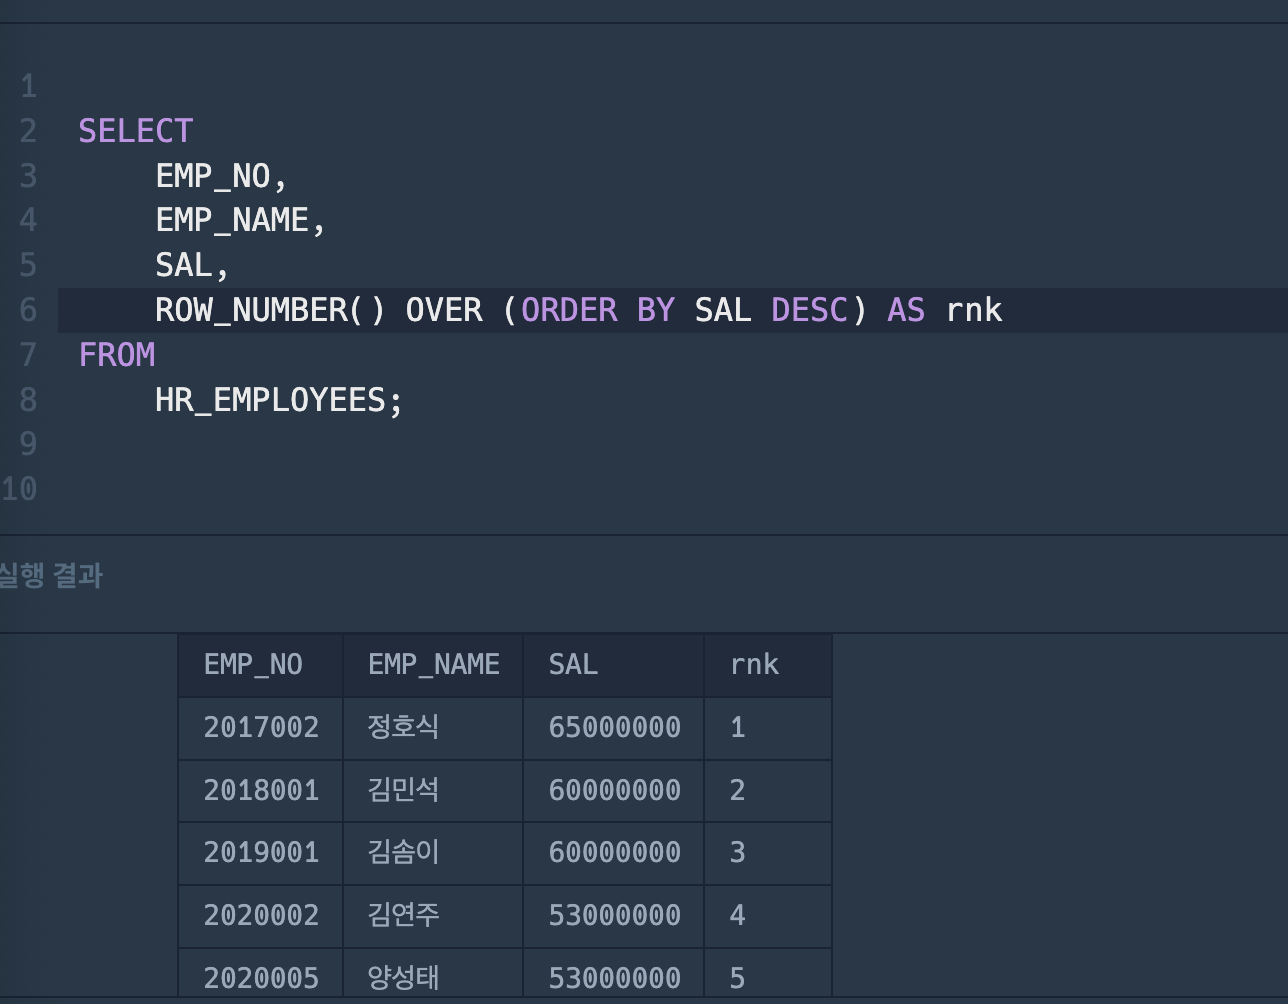 1
2 SELECT
3 EMP_NO,
4 EMP_NAME,
5 SAL,
6 ROW_NUMBER() OVER (ORDER BY SAL DESC) AS rnk
7 FROM
8 HR_EMPLOYEES;
9
10
실행 결과
EMP_NO EMP_NAME SAL rnk
2017002 정호식 65000000 1
2018001 김민석 60000000 2
2019001 김솜이 60000000 3
2020002 김연주 53000000 4
2020005 양성태 53000000 5